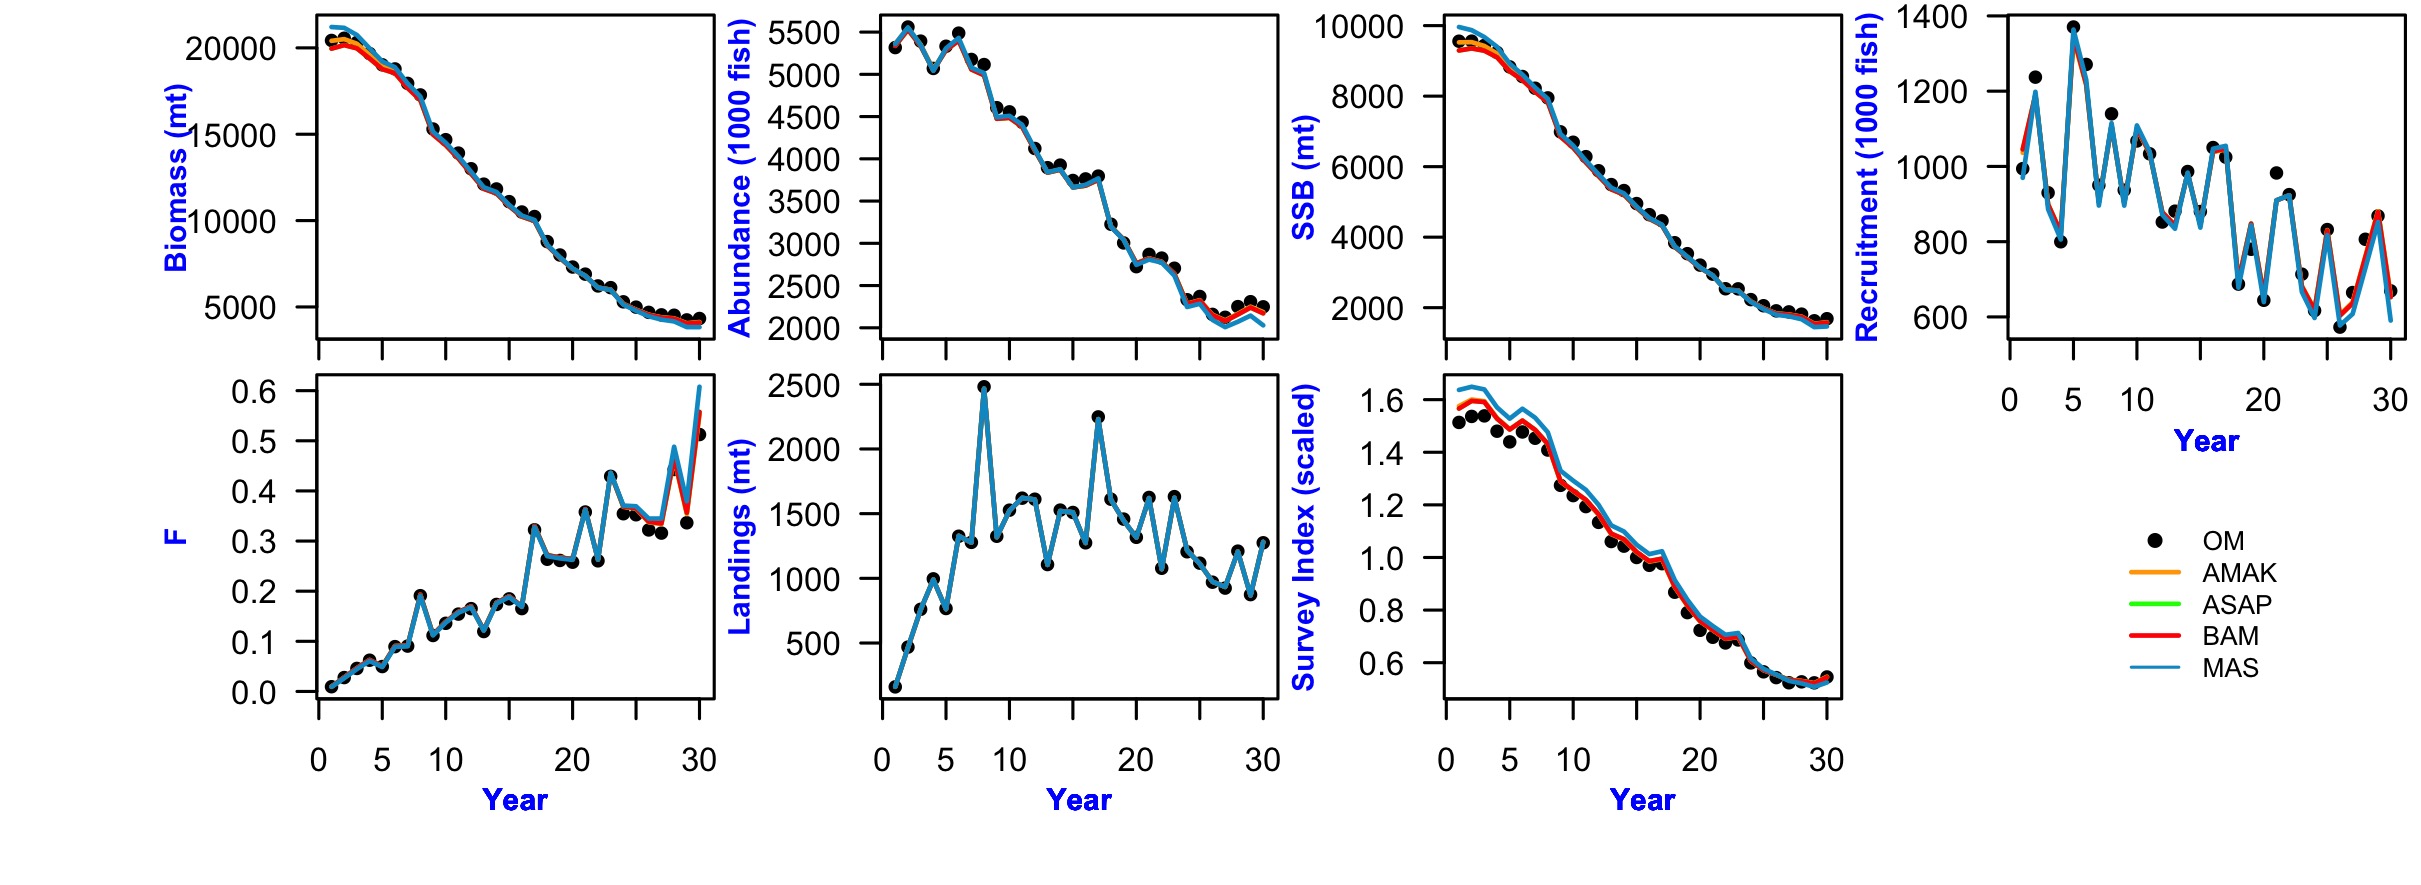 Biomass (mt)
20000
15000
10000
5000
Abundance (1000 fish)
5500
5000
4500
4000
3500
3000
2500
2000
SSB (mt)
10000
8000
6000
4000
2000
Recruitment (1000 fish)
1400
1200
1000
800
600
0 5 10 20 30
Year
F
0.6
0.5
0.4
0.3
0.2
0.1
0.0
0 5 10 20 30
Year
Landings (mt)
2500
2000
1500
1000
500
0 5 10 20 30
Year
Survey Index (scaled)
1.6
1.4
1.2
1.0
0.8
0.6
0 5 10 20 30
Year
OM
AMAK
ASAP
BAM
MAS